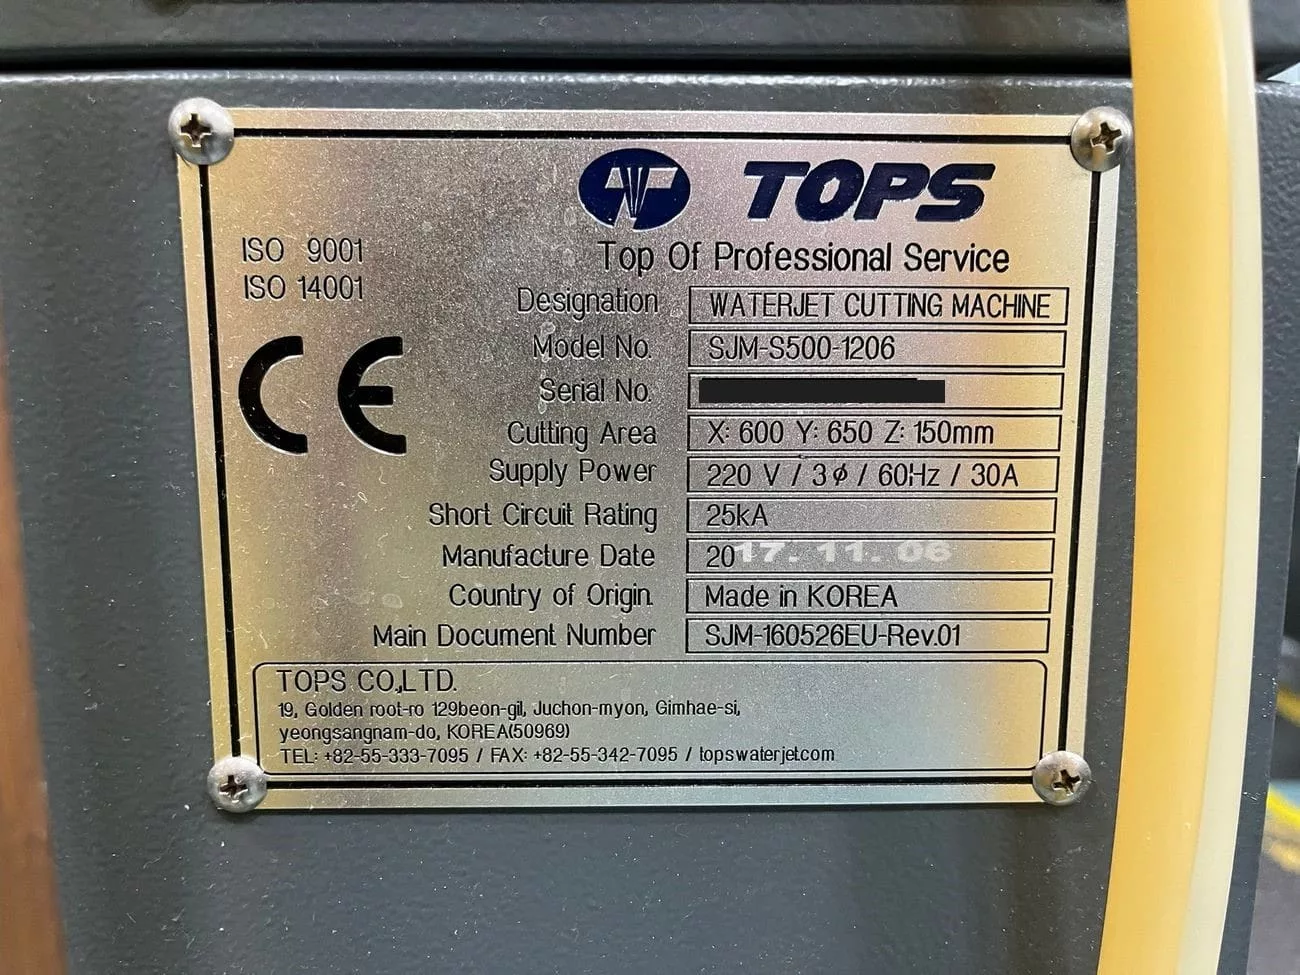 TOPS
Top Of Professional Service
ISO 9001
ISO 14001
CE
Designation WATERJET CUTTING MACHINE
Model No. SJM-S500-1206
Serial No.
Cutting Area X: 600 Y: 650 Z: 150mm
Supply Power 220 V / 3ϕ / 60Hz / 30A
Short Circuit Rating 25kA
Manufacture Date 2017. 11. 06
Country of Origin Made in KOREA
Main Document Number SJM-160526EU-Rev.01
TOPS CO.,LTD.
19, Golden root-ro 129beon-gil, Juchon-myon, Gimhae-si,
yeongsangnam-do, KOREA(50969)
TEL: +82-55-333-7095 / FAX: +82-55-342-7095 / topswaterjet.com